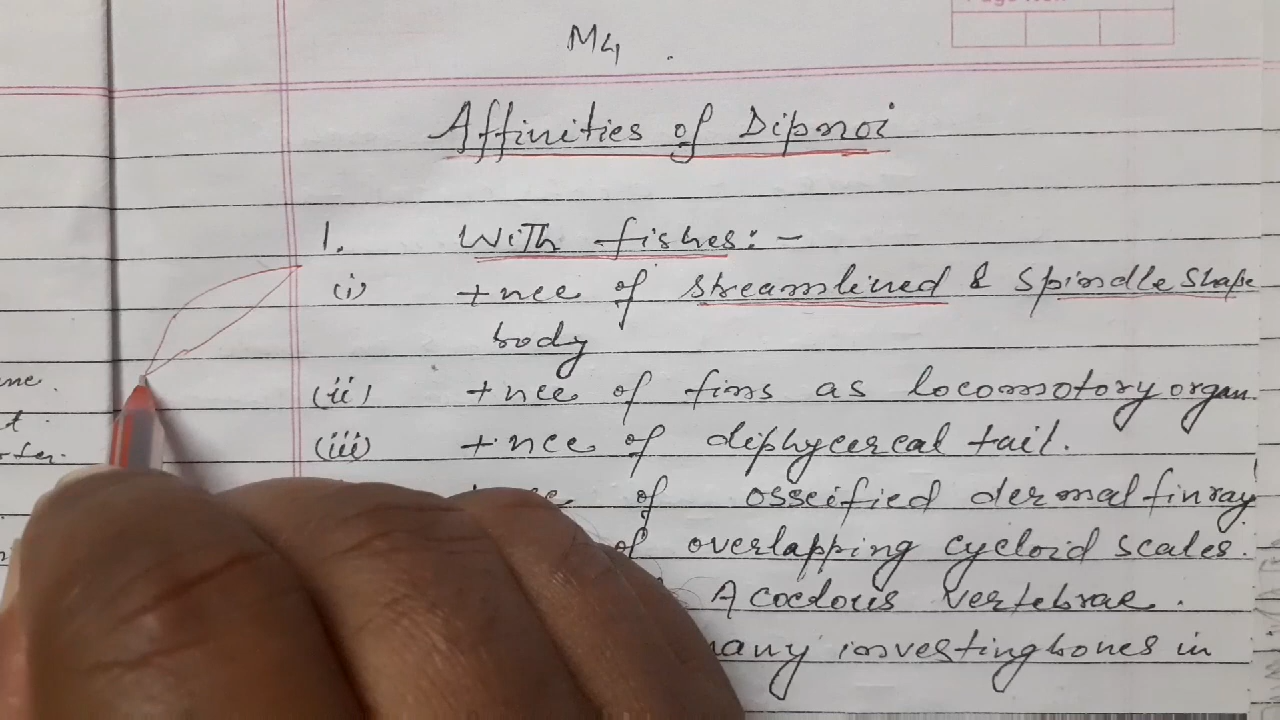 M4
Affinities of Dipnoi
1. With fishes:-
(i) +nce of streamlined & spindle shape
body
(ii) +nce of fins as locomotory organ.
(iii) +nce of diphycercal tail.
of osseified dermal finray
of overlapping cycloid scales.
Acoelous vertebrae.
many investing bones in